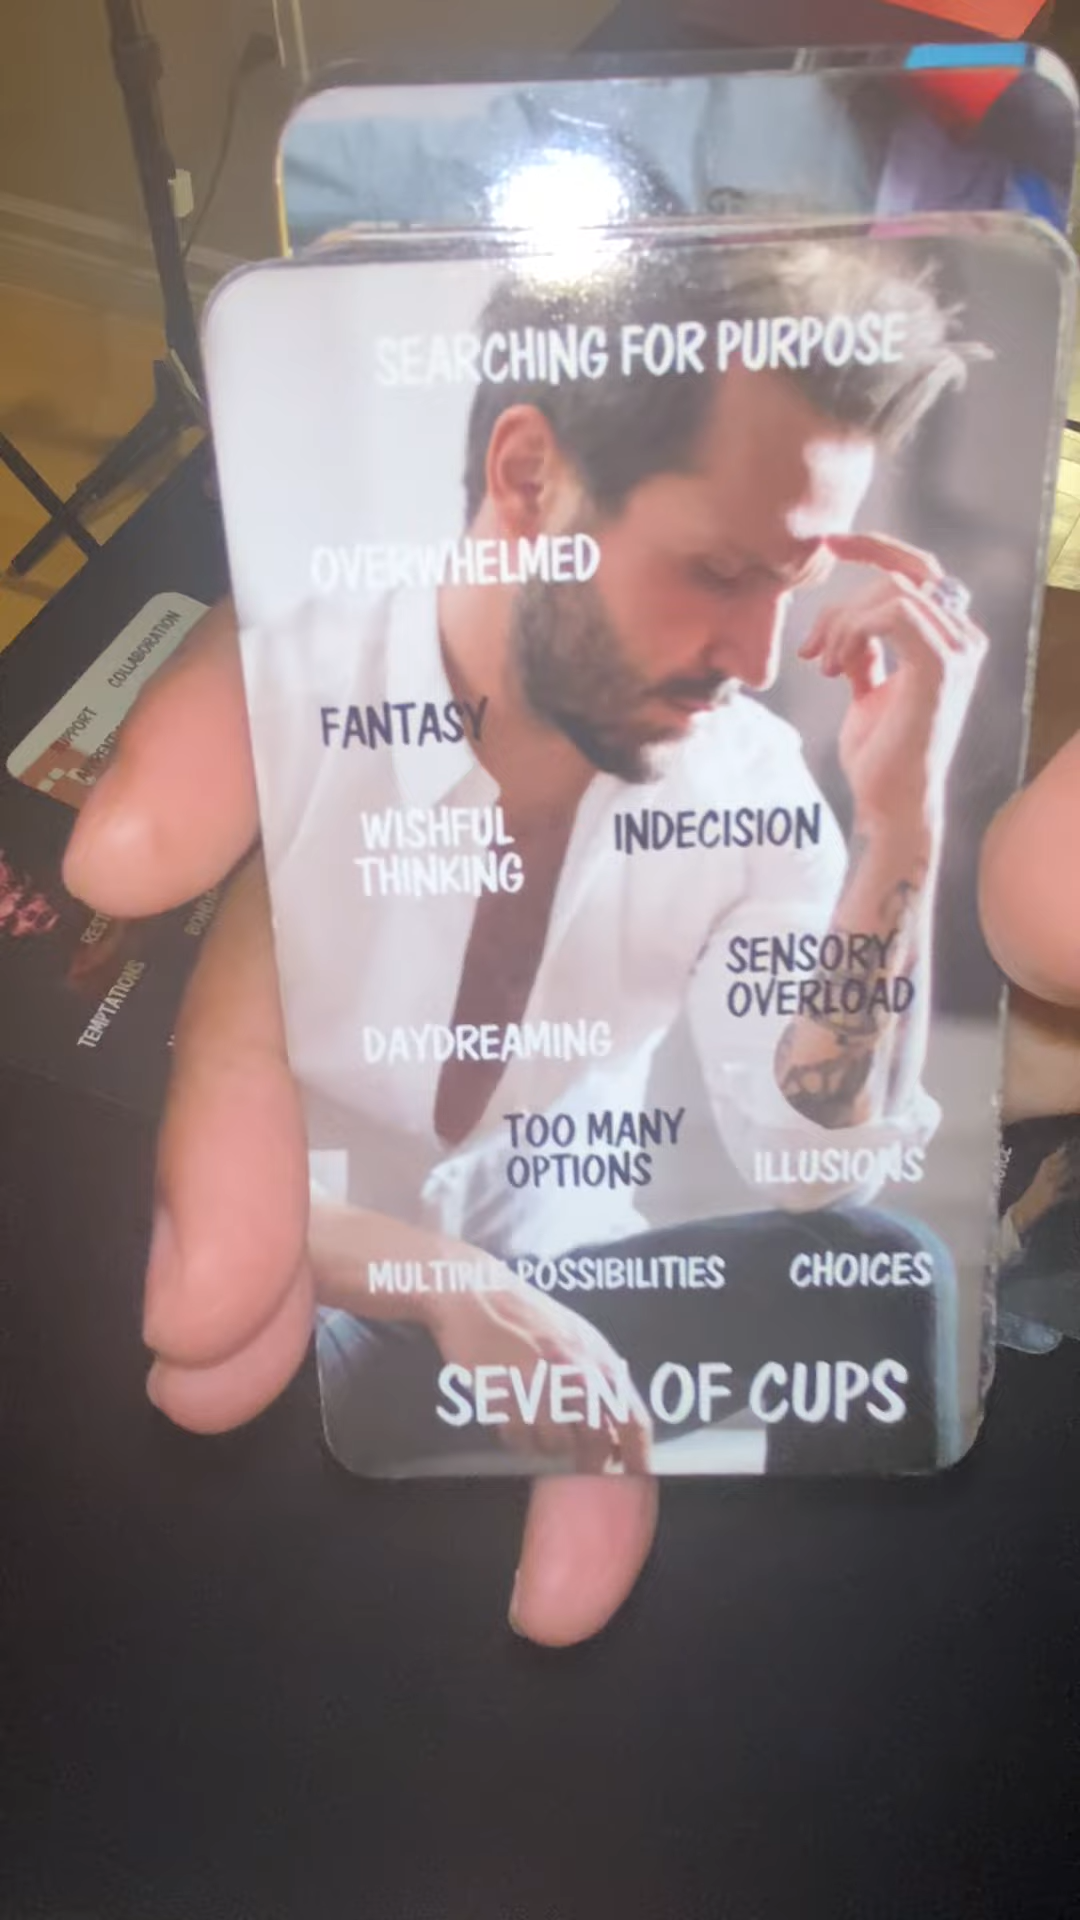 SEARCHING FOR PURPOSE
OVERWHELMED
FANTASY
WISHFUL
THINKING
INDECISION
SENSORY
OVERLOAD
DAYDREAMING
TOO MANY
OPTIONS
ILLUSIONS
MULTIPLE POSSIBILITIES
CHOICES
SEVEN OF CUPS
COLLABORATION
TEMPTATIONS